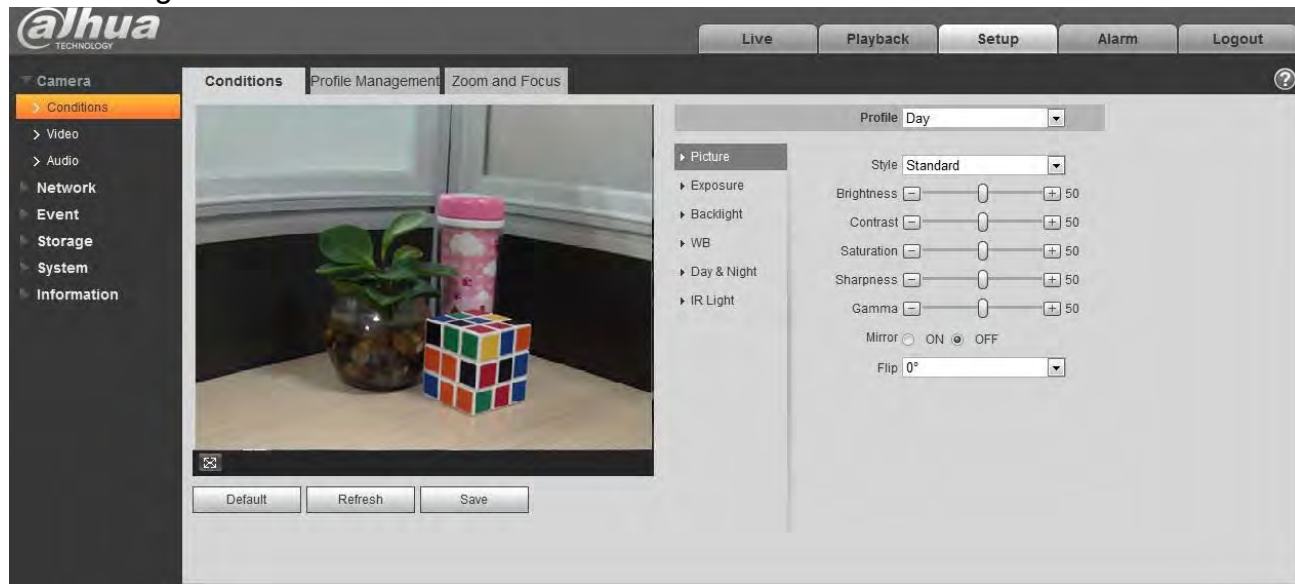 alhua
TECHNOLOGY
Live Playback Setup Alarm Logout
Camera
Conditions
Video
Audio
Network
Event
Storage
System
Information
Conditions Profile Management Zoom and Focus
?
Profile Day
Picture
Exposure
Backlight
WB
Day & Night
IR Light
Style Standard
Brightness 50
Contrast 50
Saturation 50
Sharpness 50
Gamma 50
Mirror ON OFF
Flip 0°
Default Refresh Save